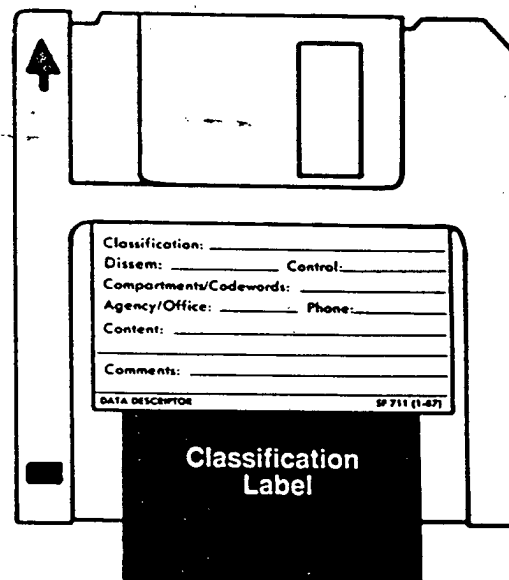 Classification:
Dissem: Control:
Compartments/Codewords:
Agency/Office: Phone:
Content:
Comments:
DATA DESCRIPTOR SF 711 (1-87)
Classification
Label